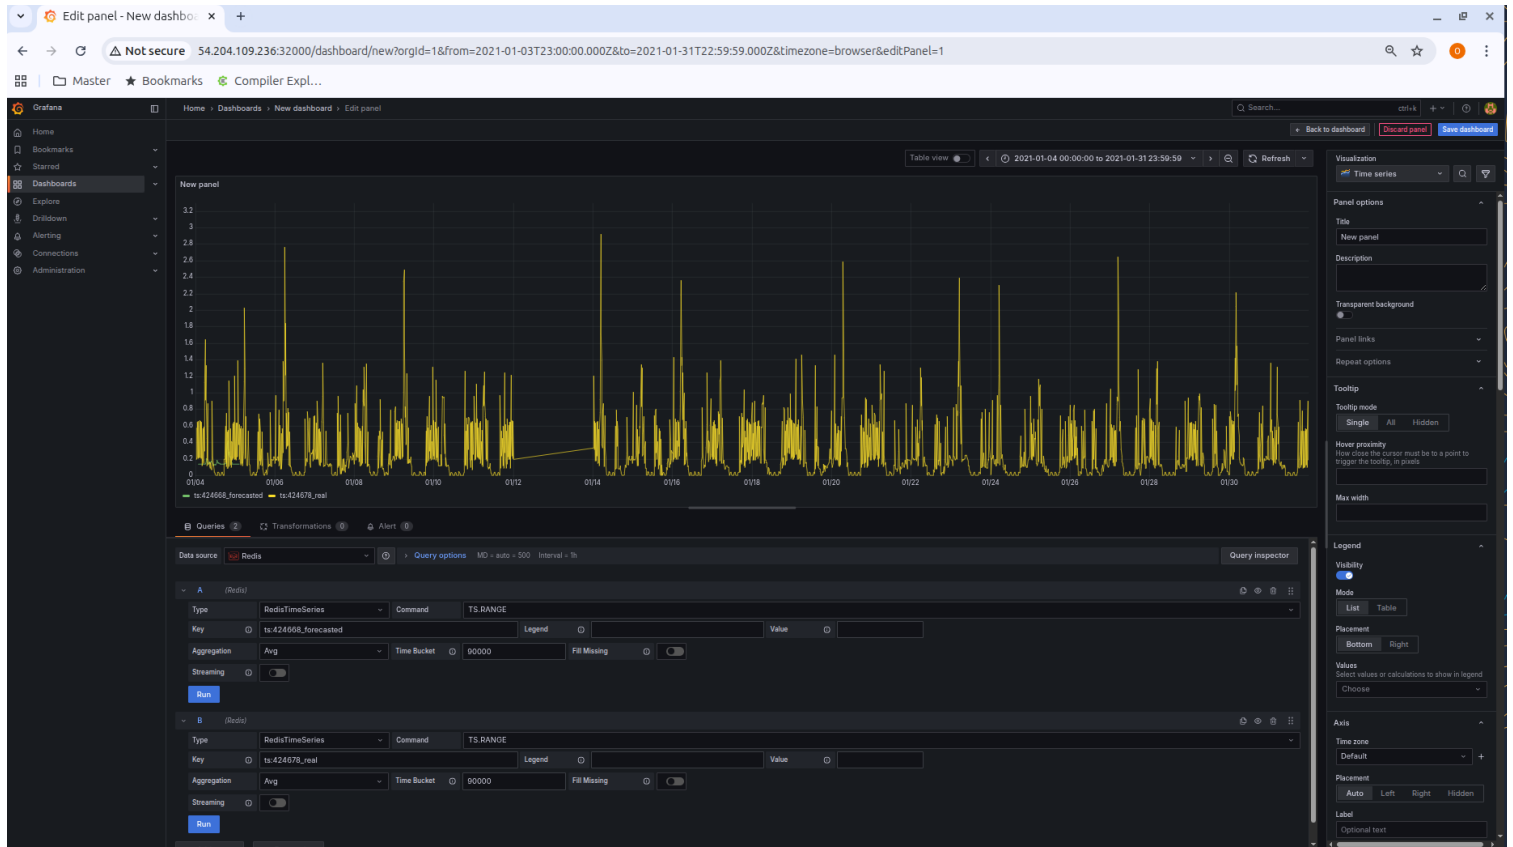 Edit panel - New dashbo
Not secure 54.204.109.236:32000/dashboard/new?orgId=1&from=2021-01-03T23:00:00.000Z&to=2021-01-31T22:59:59.000Z&timezone=browser&editPanel=1
O
Master Bookmarks Compiler Expl...
Grafana
Home › Dashboards › New dashboard › Edit panel
Search...
ctrl+k
Back to dashboard Discard panel Save dashboard
Home
Bookmarks
Starred
Dashboards
Explore
Drilldown
Alerting
Connections
Administration
Table view
2021-01-04 00:00:00 to 2021-01-31 23:59:59
Refresh
New panel
3.2
3
2.8
2.6
2.4
2.2
2
1.8
1.6
1.4
1.2
1
0.8
0.6
0.4
0.2
0
01/04 01/06 01/08 01/10 01/12 01/14 01/16 01/18 01/20 01/22 01/24 01/26 01/28 01/30
ts:424668_forecasted ts:424678_real
Queries 2 Transformations 0 Alert 0
Data source Redis Query options MD = auto = 500 Interval = 1h Query inspector
A (Redis)
Type RedisTimeSeries Command TS.RANGE
Key ts:424668_forecasted Legend Value
Aggregation Avg Time Bucket 90000 Fill Missing
Streaming
Run
B (Redis)
Type RedisTimeSeries Command TS.RANGE
Key ts:424678_real Legend Value
Aggregation Avg Time Bucket 90000 Fill Missing
Streaming
Run
Visualization
Time series
Panel options
Title
New panel
Description
Transparent background
Panel links
Repeat options
Tooltip
Tooltip mode
Single All Hidden
Hover proximity
How close the cursor must be to a point to
trigger the tooltip, in pixels
Max width
Legend
Visibility
Mode
List Table
Placement
Bottom Right
Values
Select values or calculations to show in legend
Choose
Axis
Time zone
Default
Placement
Auto Left Right Hidden
Label
Optional text